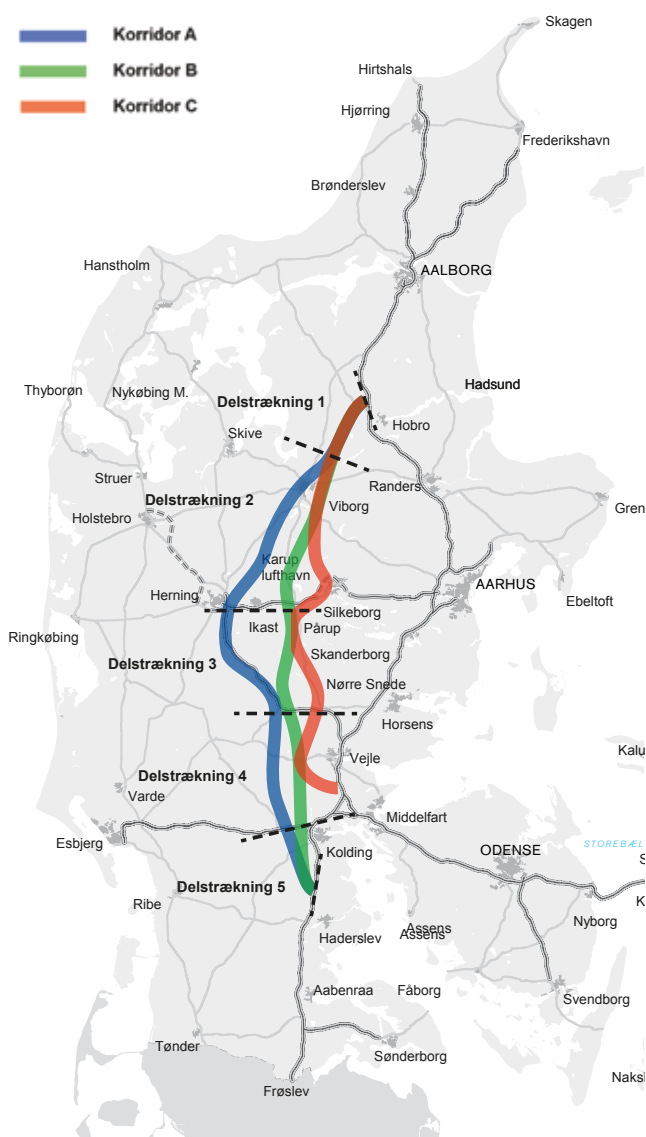 Korridor A
Korridor B
Korridor C
Skagen
Hirtshals
Hjørring
Frederikshavn
Brønderslev
Hanstholm
AALBORG
Thyborøn
Nykøbing M.
Hadsund
Delstrækning 1
Hobro
Skive
Struer
Randers
Delstrækning 2
Viborg
Holstebro
Gren
Karup
lufthavn
Herning
AARHUS
Ebeltoft
Silkeborg
Ikast
Pårup
Ringkøbing
Skanderborg
Delstrækning 3
Nørre Snede
Horsens
Kalu
Vejle
Delstrækning 4
Varde
Middelfart
Esbjerg
Kolding
ODENSE
STOREBÆL
S
Delstrækning 5
Ribe
Nyborg
K
Assens
Assens
Haderslev
Aabenraa
Fåborg
Svendborg
Tønder
Sønderborg
Naksk
Frøslev